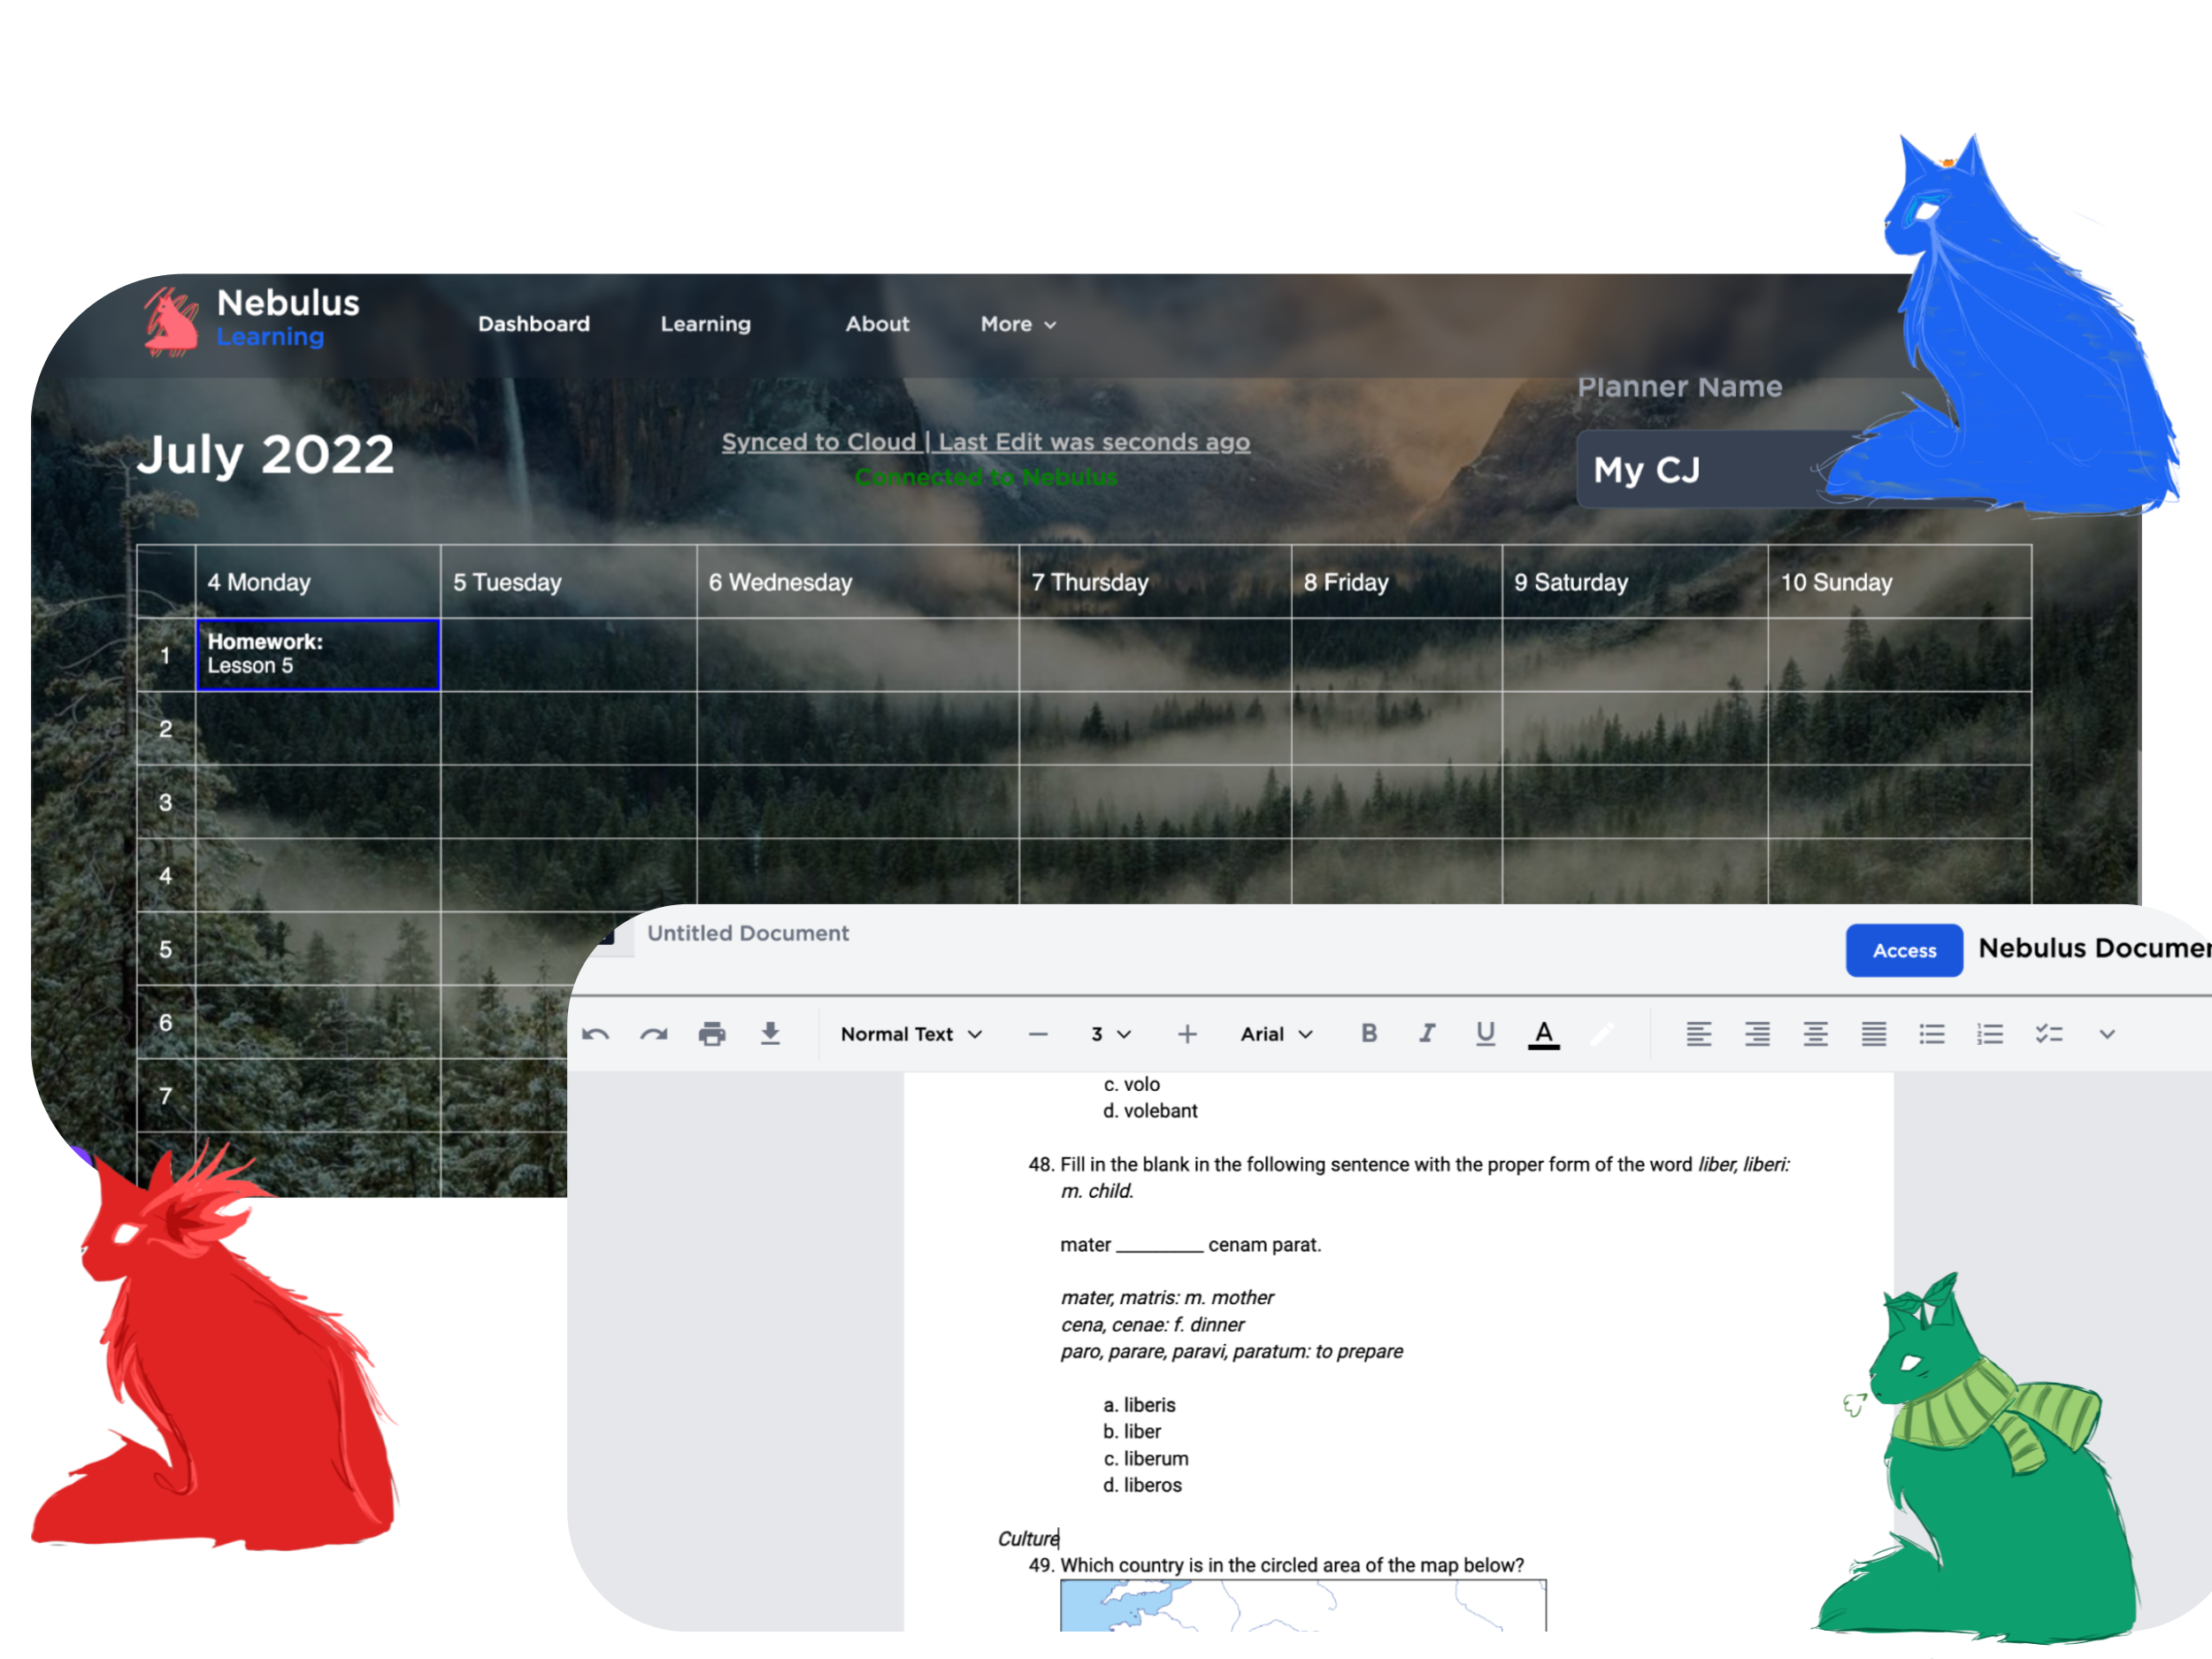 Nebulus
Learning
Dashboard
Learning
About
More
Planner Name
July 2022
Synced to Cloud | Last Edit was seconds ago
Connected to Nebulus
My CJ
4 Monday
5 Tuesday
6 Wednesday
7 Thursday
8 Friday
9 Saturday
10 Sunday
1
Homework:
Lesson 5
2
3
4
5
6
7
Untitled Document
Access
Nebulus Documen
Normal Text
3
Arial
B
I
U
A
c. volo
d. volebant
48. Fill in the blank in the following sentence with the proper form of the word liber, liberi:
m. child.
mater ________ cenam parat.
mater, matris: m. mother
cena, cenae: f. dinner
paro, parare, paravi, paratum: to prepare
a. liberis
b. liber
c. liberum
d. liberos
Culture
49. Which country is in the circled area of the map below?